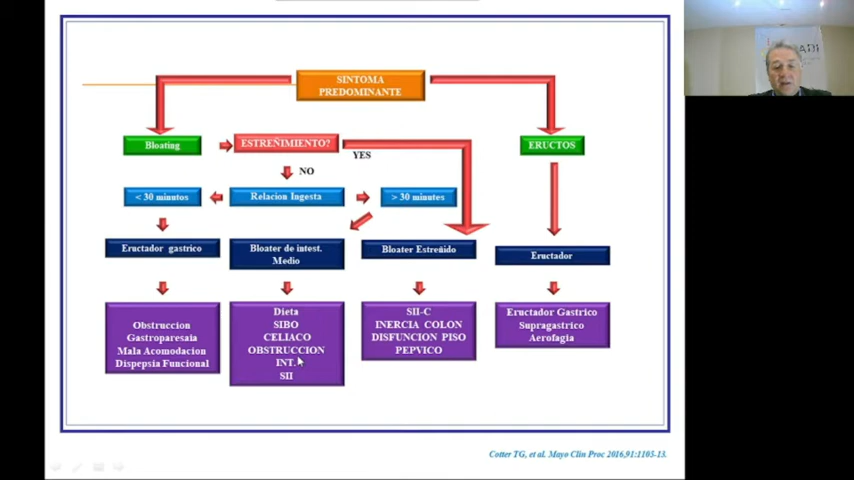 SINTOMA
PREDOMINANTE
Bloating
ESTREÑIMIENTO?
YES
ERUCTOS
NO
< 30 minutos
Relacion Ingesta
> 30 minutes
Eructador gastrico
Bloater de intest.
Medio
Bloater Estreñido
Eructador
Obstruccion
Gastroparesaia
Mala Acomodacion
Dispepsia Funcional
Dieta
SIBO
CELIACO
OBSTRUCCION
INT.
SII
SII-C
INERCIA COLON
DISFUNCION PISO
PEPVICO
Eructador Gastrico
Supragastrico
Aerofagia
Cotter TG, et al. Mayo Clin Proc 2016,91:1105-13.